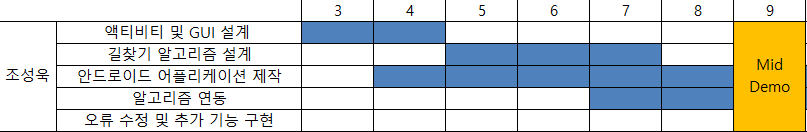 3 4 5 6 7 8 9
액티비티 및 GUI 설계
길찾기 알고리즘 설계
조성욱 안드로이드 어플리케이션 제작
알고리즘 연동
오류 수정 및 추가 기능 구현
Mid
Demo